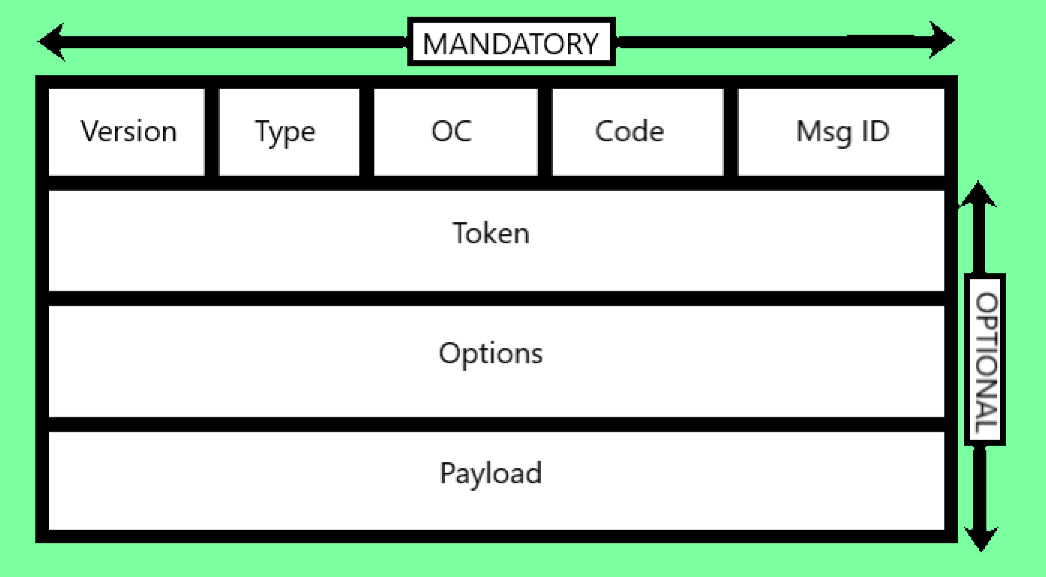 MANDATORY
Version Type OC Code Msg ID
Token
Options
OPTIONAL
Payload